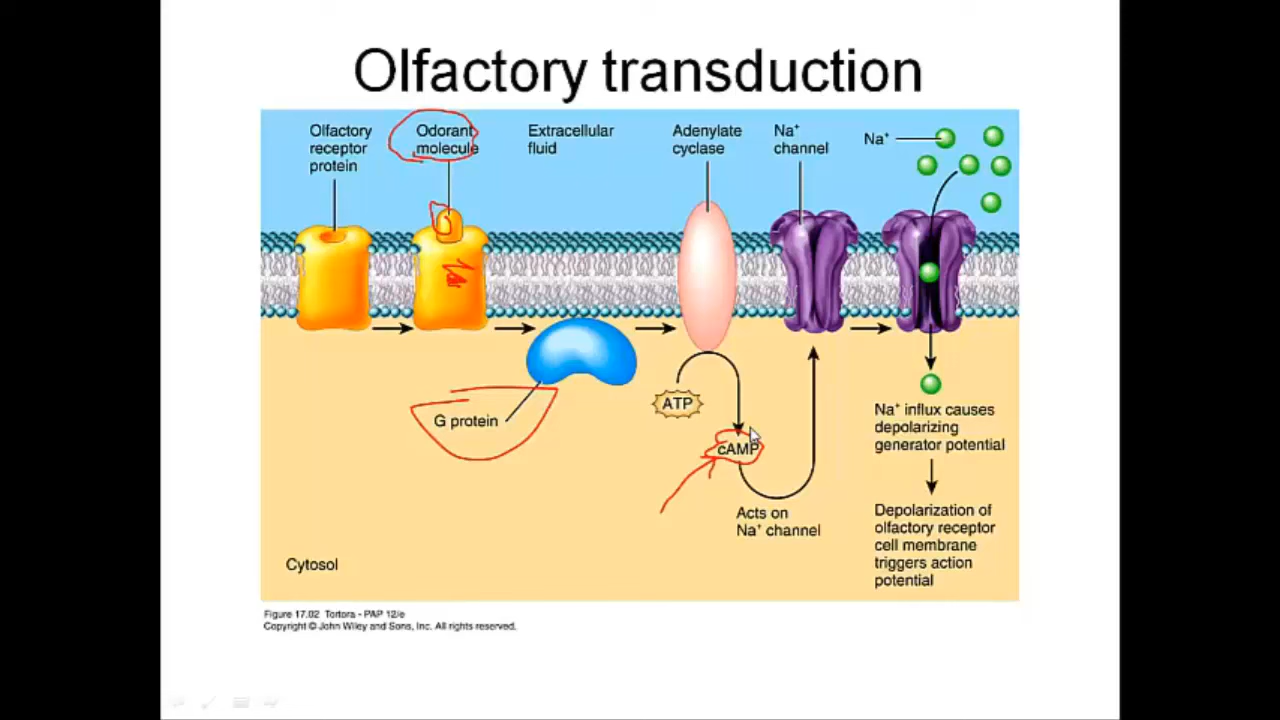 Olfactory transduction
Olfactory
receptor
protein
Odorant
molecule
Extracellular
fluid
Adenylate
cyclase
Na⁺
channel
Na⁺
G protein
ATP
cAMP
Acts on
Na⁺ channel
Na⁺ influx causes
depolarizing
generator potential
Depolarization of
olfactory receptor
cell membrane
triggers action
potential
Cytosol
Figure 17.02 Tortora - PAP 12/e
Copyright © John Wiley and Sons, Inc. All rights reserved.